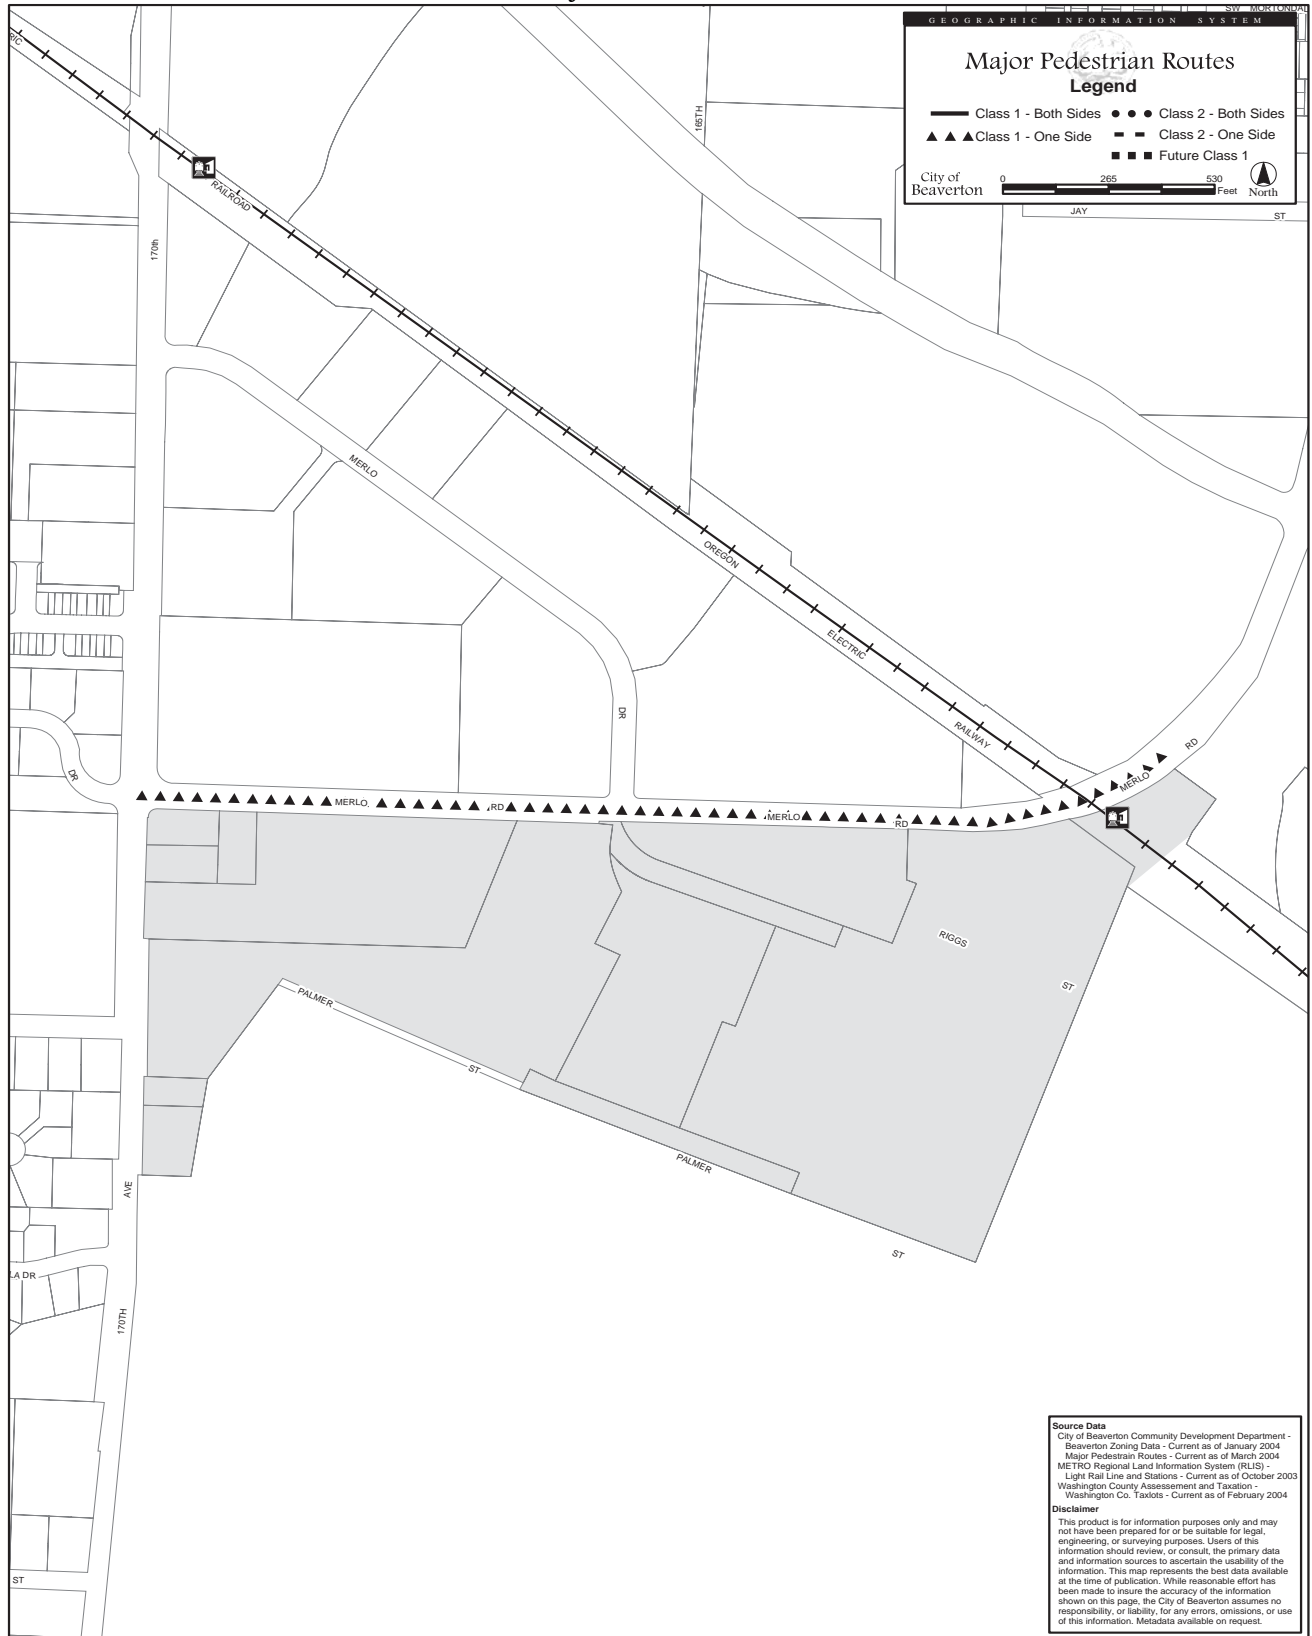 SW MORTONDAL
GEOGRAPHIC INFORMATION SYSTEM
Major Pedestrian Routes
Legend
Class 1 - Both Sides
Class 2 - Both Sides
Class 1 - One Side
Class 2 - One Side
Future Class 1
City of
Beaverton
0 265 530
Feet
North
RIC
165TH
JAY ST
RAILROAD
170th
MERLO
OREGON
ELECTRIC
DR
RAILWAY
RD
MERLO
DR
MERLO RD MERLO RD
RIGGS
ST
PALMER
ST
PALMER
AVE
ST
LA DR
170TH
ST
Source Data
City of Beaverton Community Development Department -
Beaverton Zoning Data - Current as of January 2004
Major Pedestrain Routes - Current as of March 2004
METRO Regional Land Information System (RLIS) -
Light Rail Line and Stations - Current as of October 2003
Washington County Assessement and Taxation -
Washington Co. Taxlots - Current as of February 2004
Disclaimer
This product is for information purposes only and may
not have been prepared for or be suitable for legal,
engineering, or surveying purposes. Users of this
information should review, or consult, the primary data
and information sources to ascertain the usability of the
information. This map represents the best data available
at the time of publication. While reasonable effort has
been made to insure the accuracy of the information
shown on this page, the City of Beaverton assumes no
responsibility, or liability, for any errors, omissions, or use
of this information. Metadata available on request.